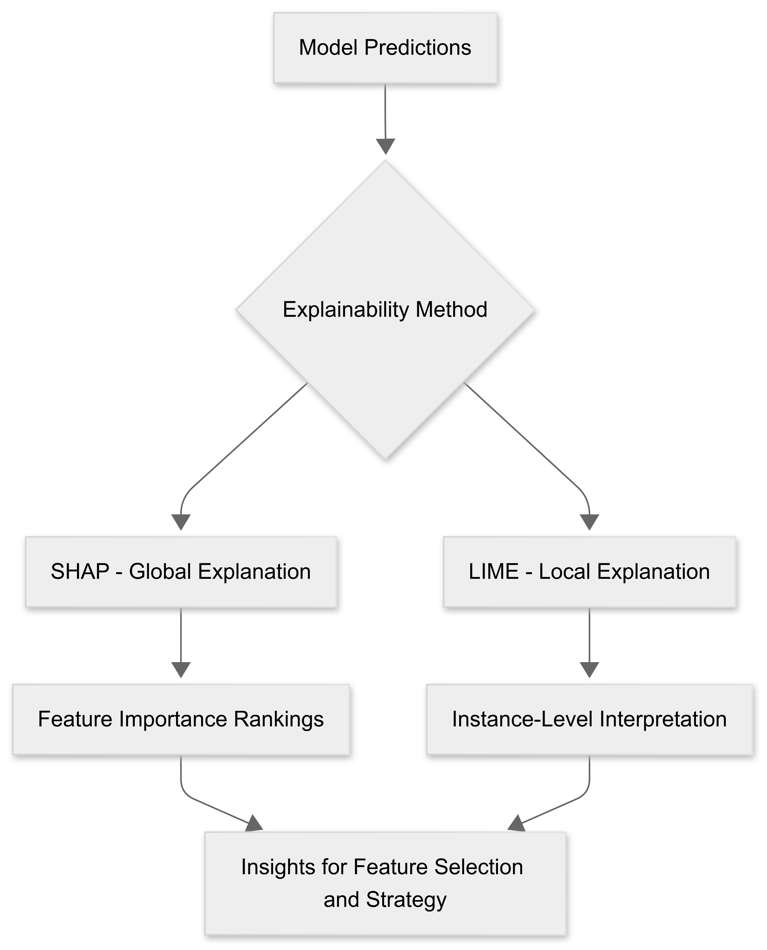 Model Predictions
Explainability Method
SHAP - Global Explanation
LIME - Local Explanation
Feature Importance Rankings
Instance-Level Interpretation
Insights for Feature Selection
and Strategy